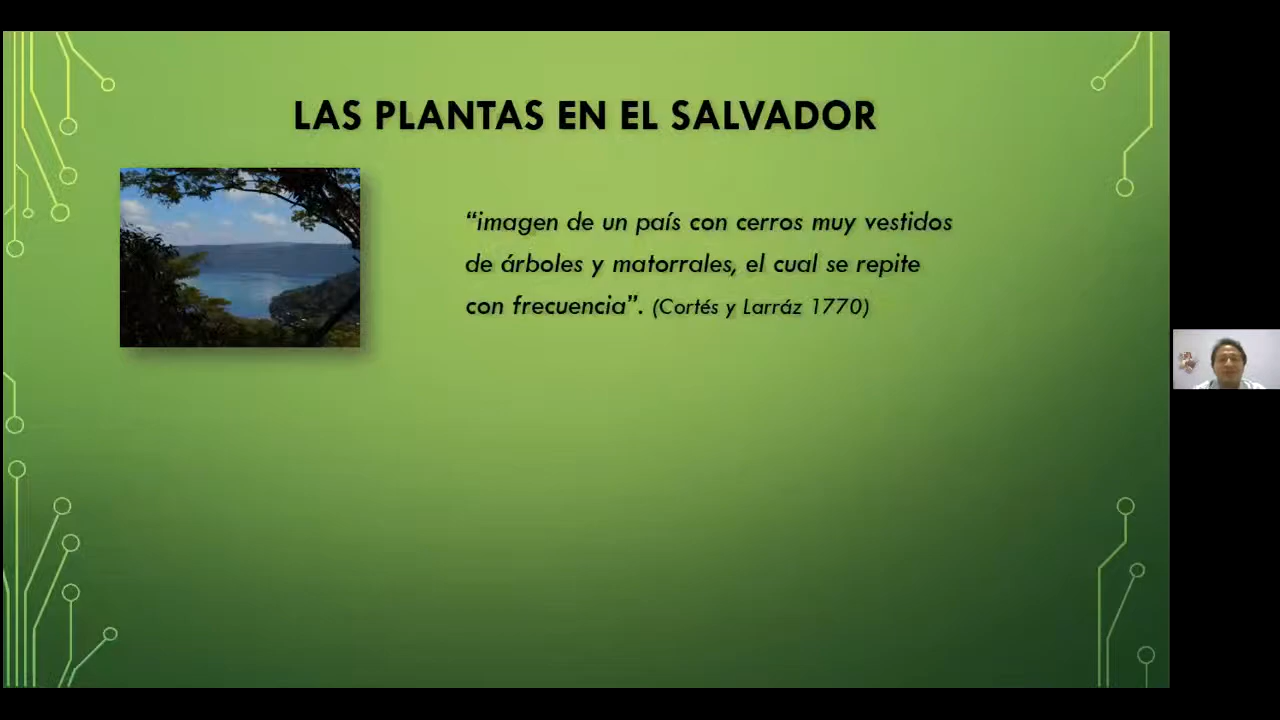 LAS PLANTAS EN EL SALVADOR
“imagen de un país con cerros muy vestidos
de árboles y matorrales, el cual se repite
con frecuencia”. (Cortés y Larráz 1770)